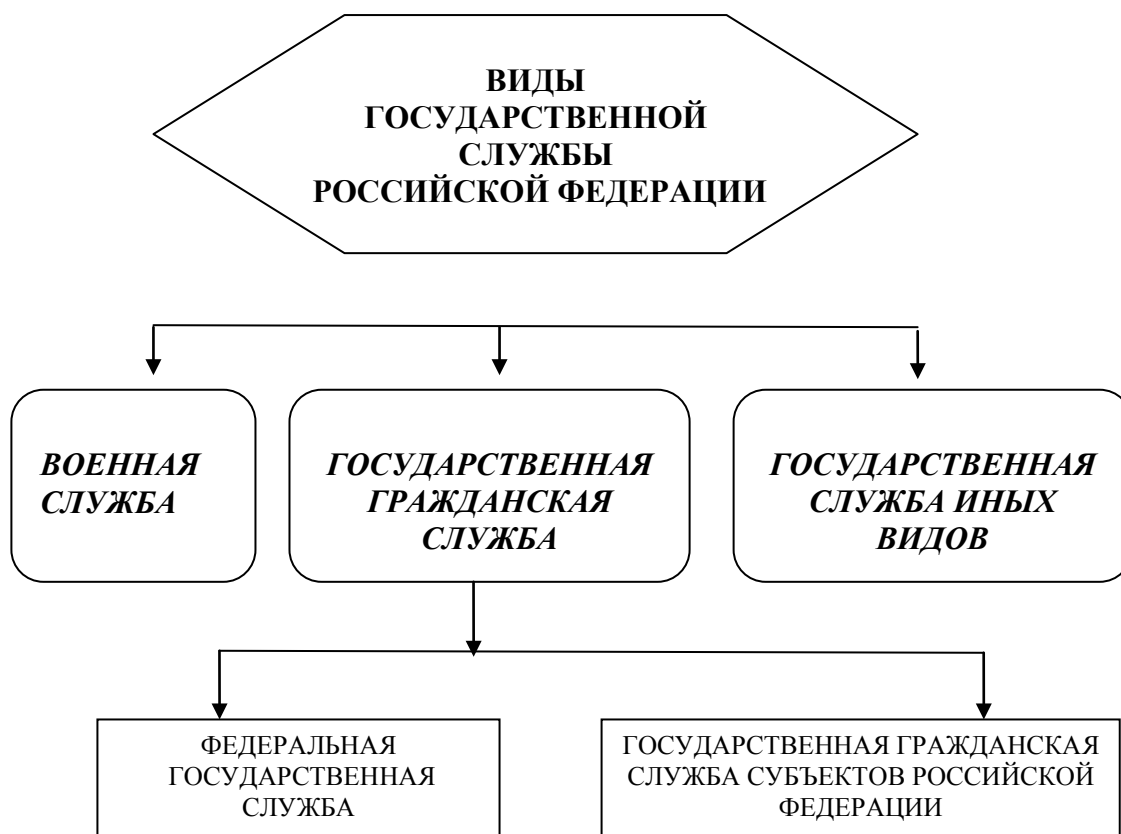 ВИДЫ
ГОСУДАРСТВЕННОЙ
СЛУЖБЫ
РОССИЙСКОЙ ФЕДЕРАЦИИ
ВОЕННАЯ
СЛУЖБА
ГОСУДАРСТВЕННАЯ
ГРАЖДАНСКАЯ
СЛУЖБА
ГОСУДАРСТВЕННАЯ
СЛУЖБА ИНЫХ
ВИДОВ
ФЕДЕРАЛЬНАЯ
ГОСУДАРСТВЕННАЯ
СЛУЖБА
ГОСУДАРСТВЕННАЯ ГРАЖДАНСКАЯ
СЛУЖБА СУБЪЕКТОВ РОССИЙСКОЙ
ФЕДЕРАЦИИ